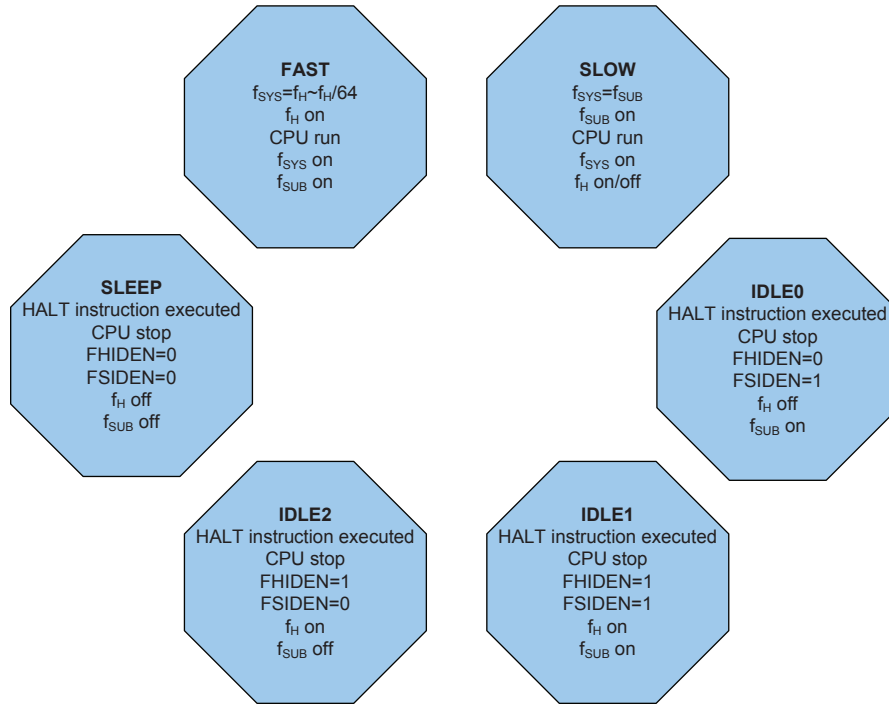 FAST
fSYS=fH~fH/64
fH on
CPU run
fSYS on
fSUB on
SLOW
fSYS=fSUB
fSUB on
CPU run
fSYS on
fH on/off
SLEEP
HALT instruction executed
CPU stop
FHIDEN=0
FSIDEN=0
fH off
fSUB off
IDLE0
HALT instruction executed
CPU stop
FHIDEN=0
FSIDEN=1
fH off
fSUB on
IDLE2
HALT instruction executed
CPU stop
FHIDEN=1
FSIDEN=0
fH on
fSUB off
IDLE1
HALT instruction executed
CPU stop
FHIDEN=1
FSIDEN=1
fH on
fSUB on